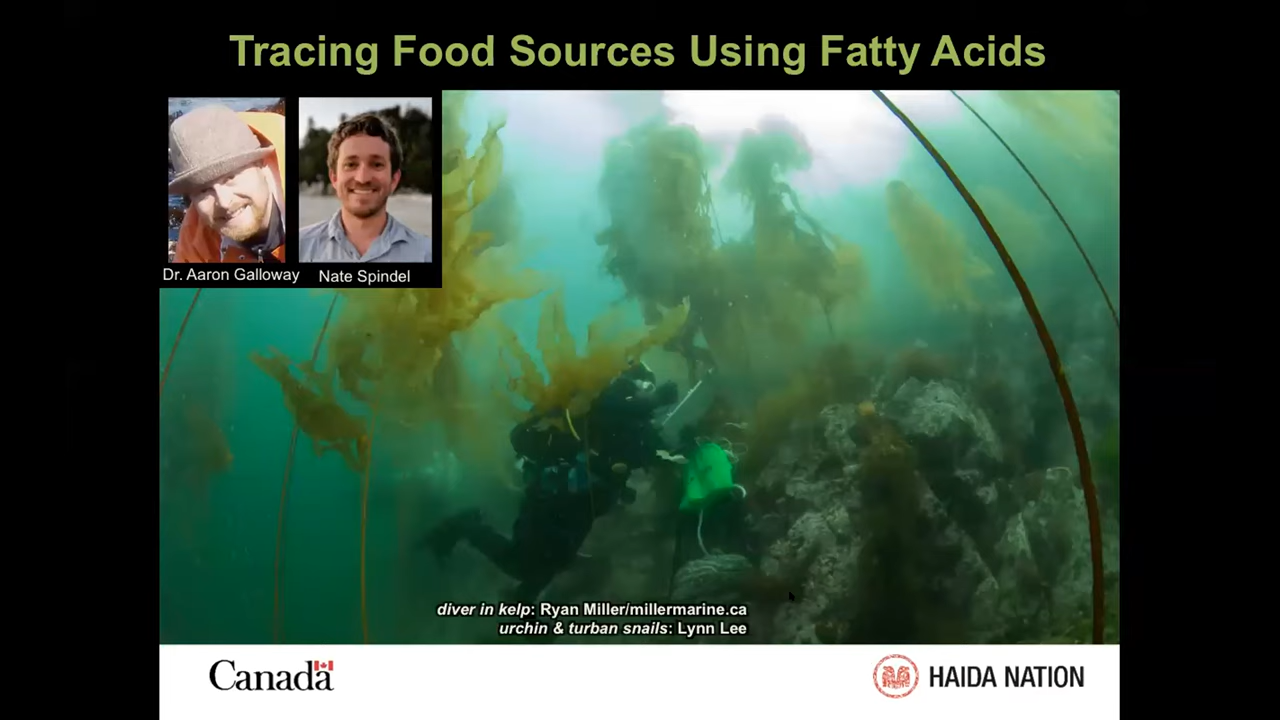 Tracing Food Sources Using Fatty Acids
Dr. Aaron Galloway
Nate Spindel
diver in kelp: Ryan Miller/millermarine.ca
urchin & turban snails: Lynn Lee
Canada
HAIDA NATION